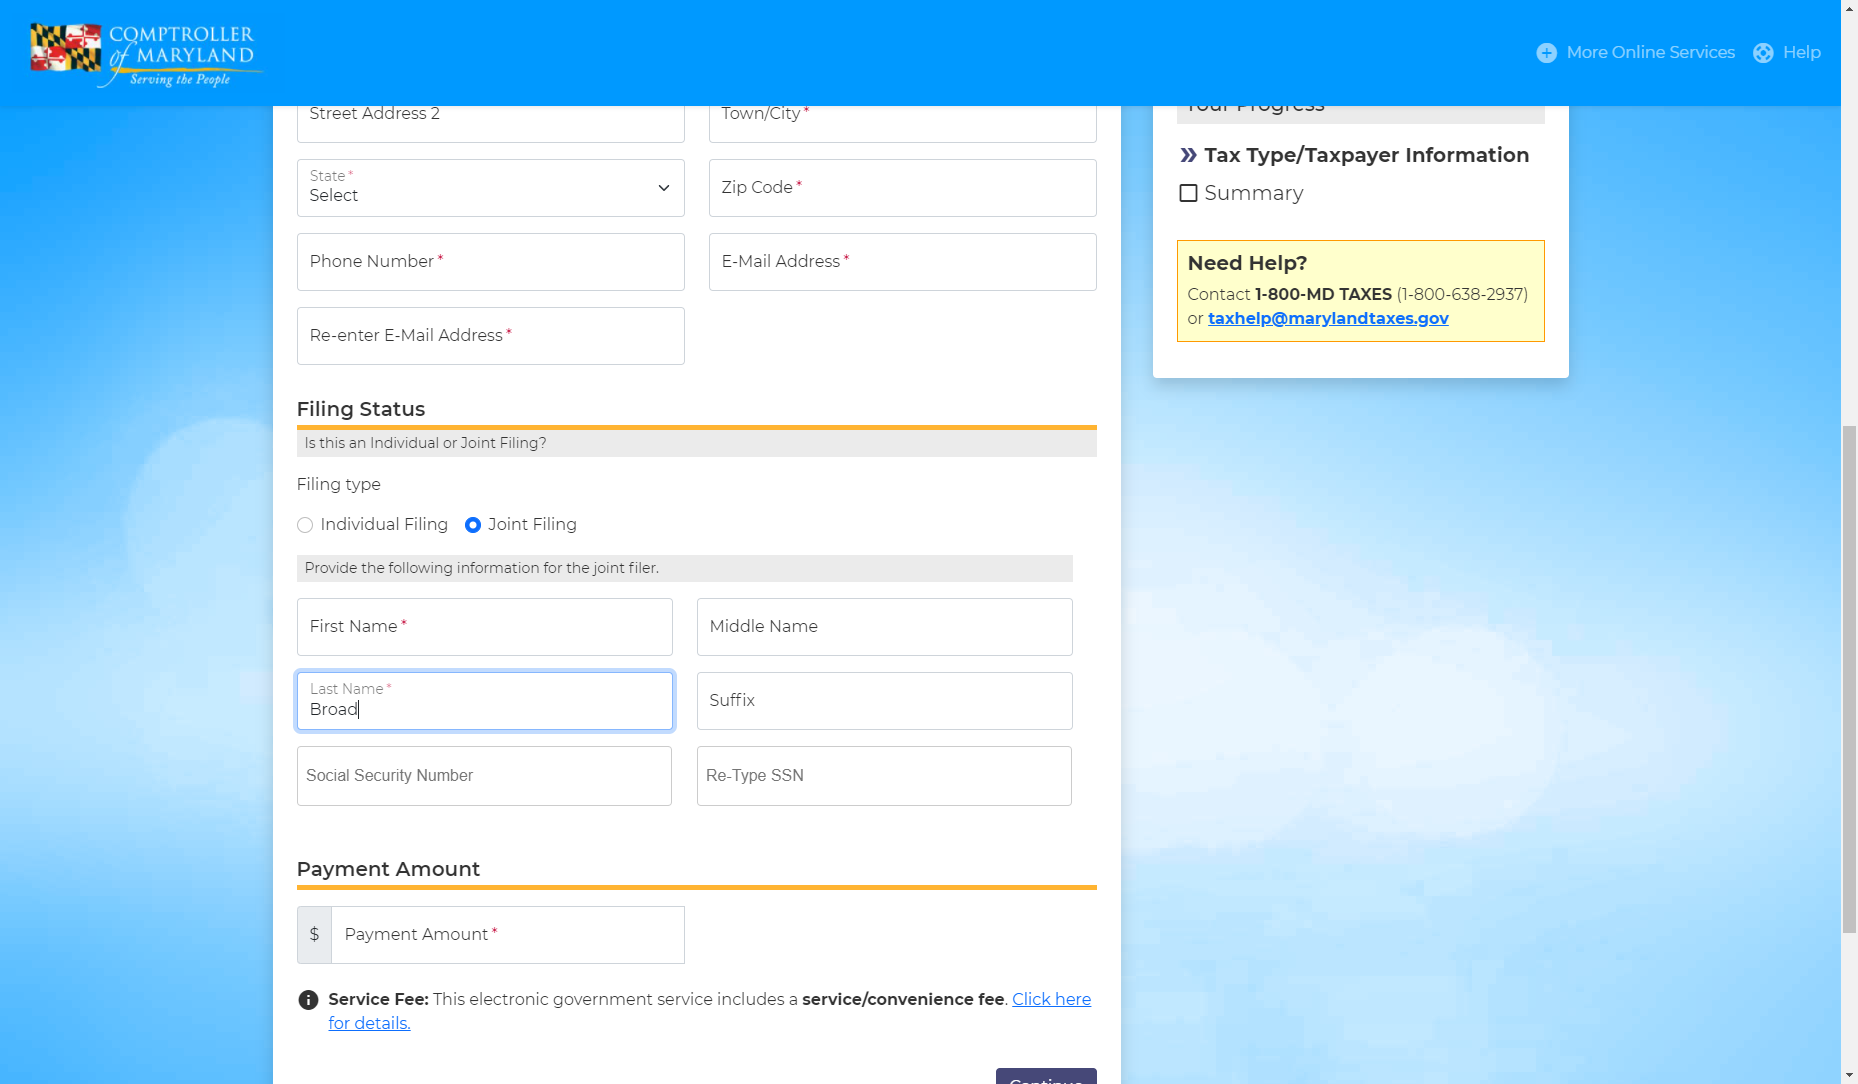 COMPTROLLER
of MARYLAND
Serving the People
More Online Services
Help
Street Address 2
Town/City*
State*
Select
Zip Code*
Phone Number*
E-Mail Address*
Re-enter E-Mail Address*
Filing Status
Is this an Individual or Joint Filing?
Filing type
Individual Filing
Joint Filing
Provide the following information for the joint filer.
First Name*
Middle Name
Last Name*
Broad
Suffix
Social Security Number
Re-Type SSN
Payment Amount
$
Payment Amount*
Service Fee: This electronic government service includes a service/convenience fee. Click here
for details.
Continue
Your Progress
Tax Type/Taxpayer Information
Summary
Need Help?
Contact 1-800-MD TAXES (1-800-638-2937)
or taxhelp@marylandtaxes.gov